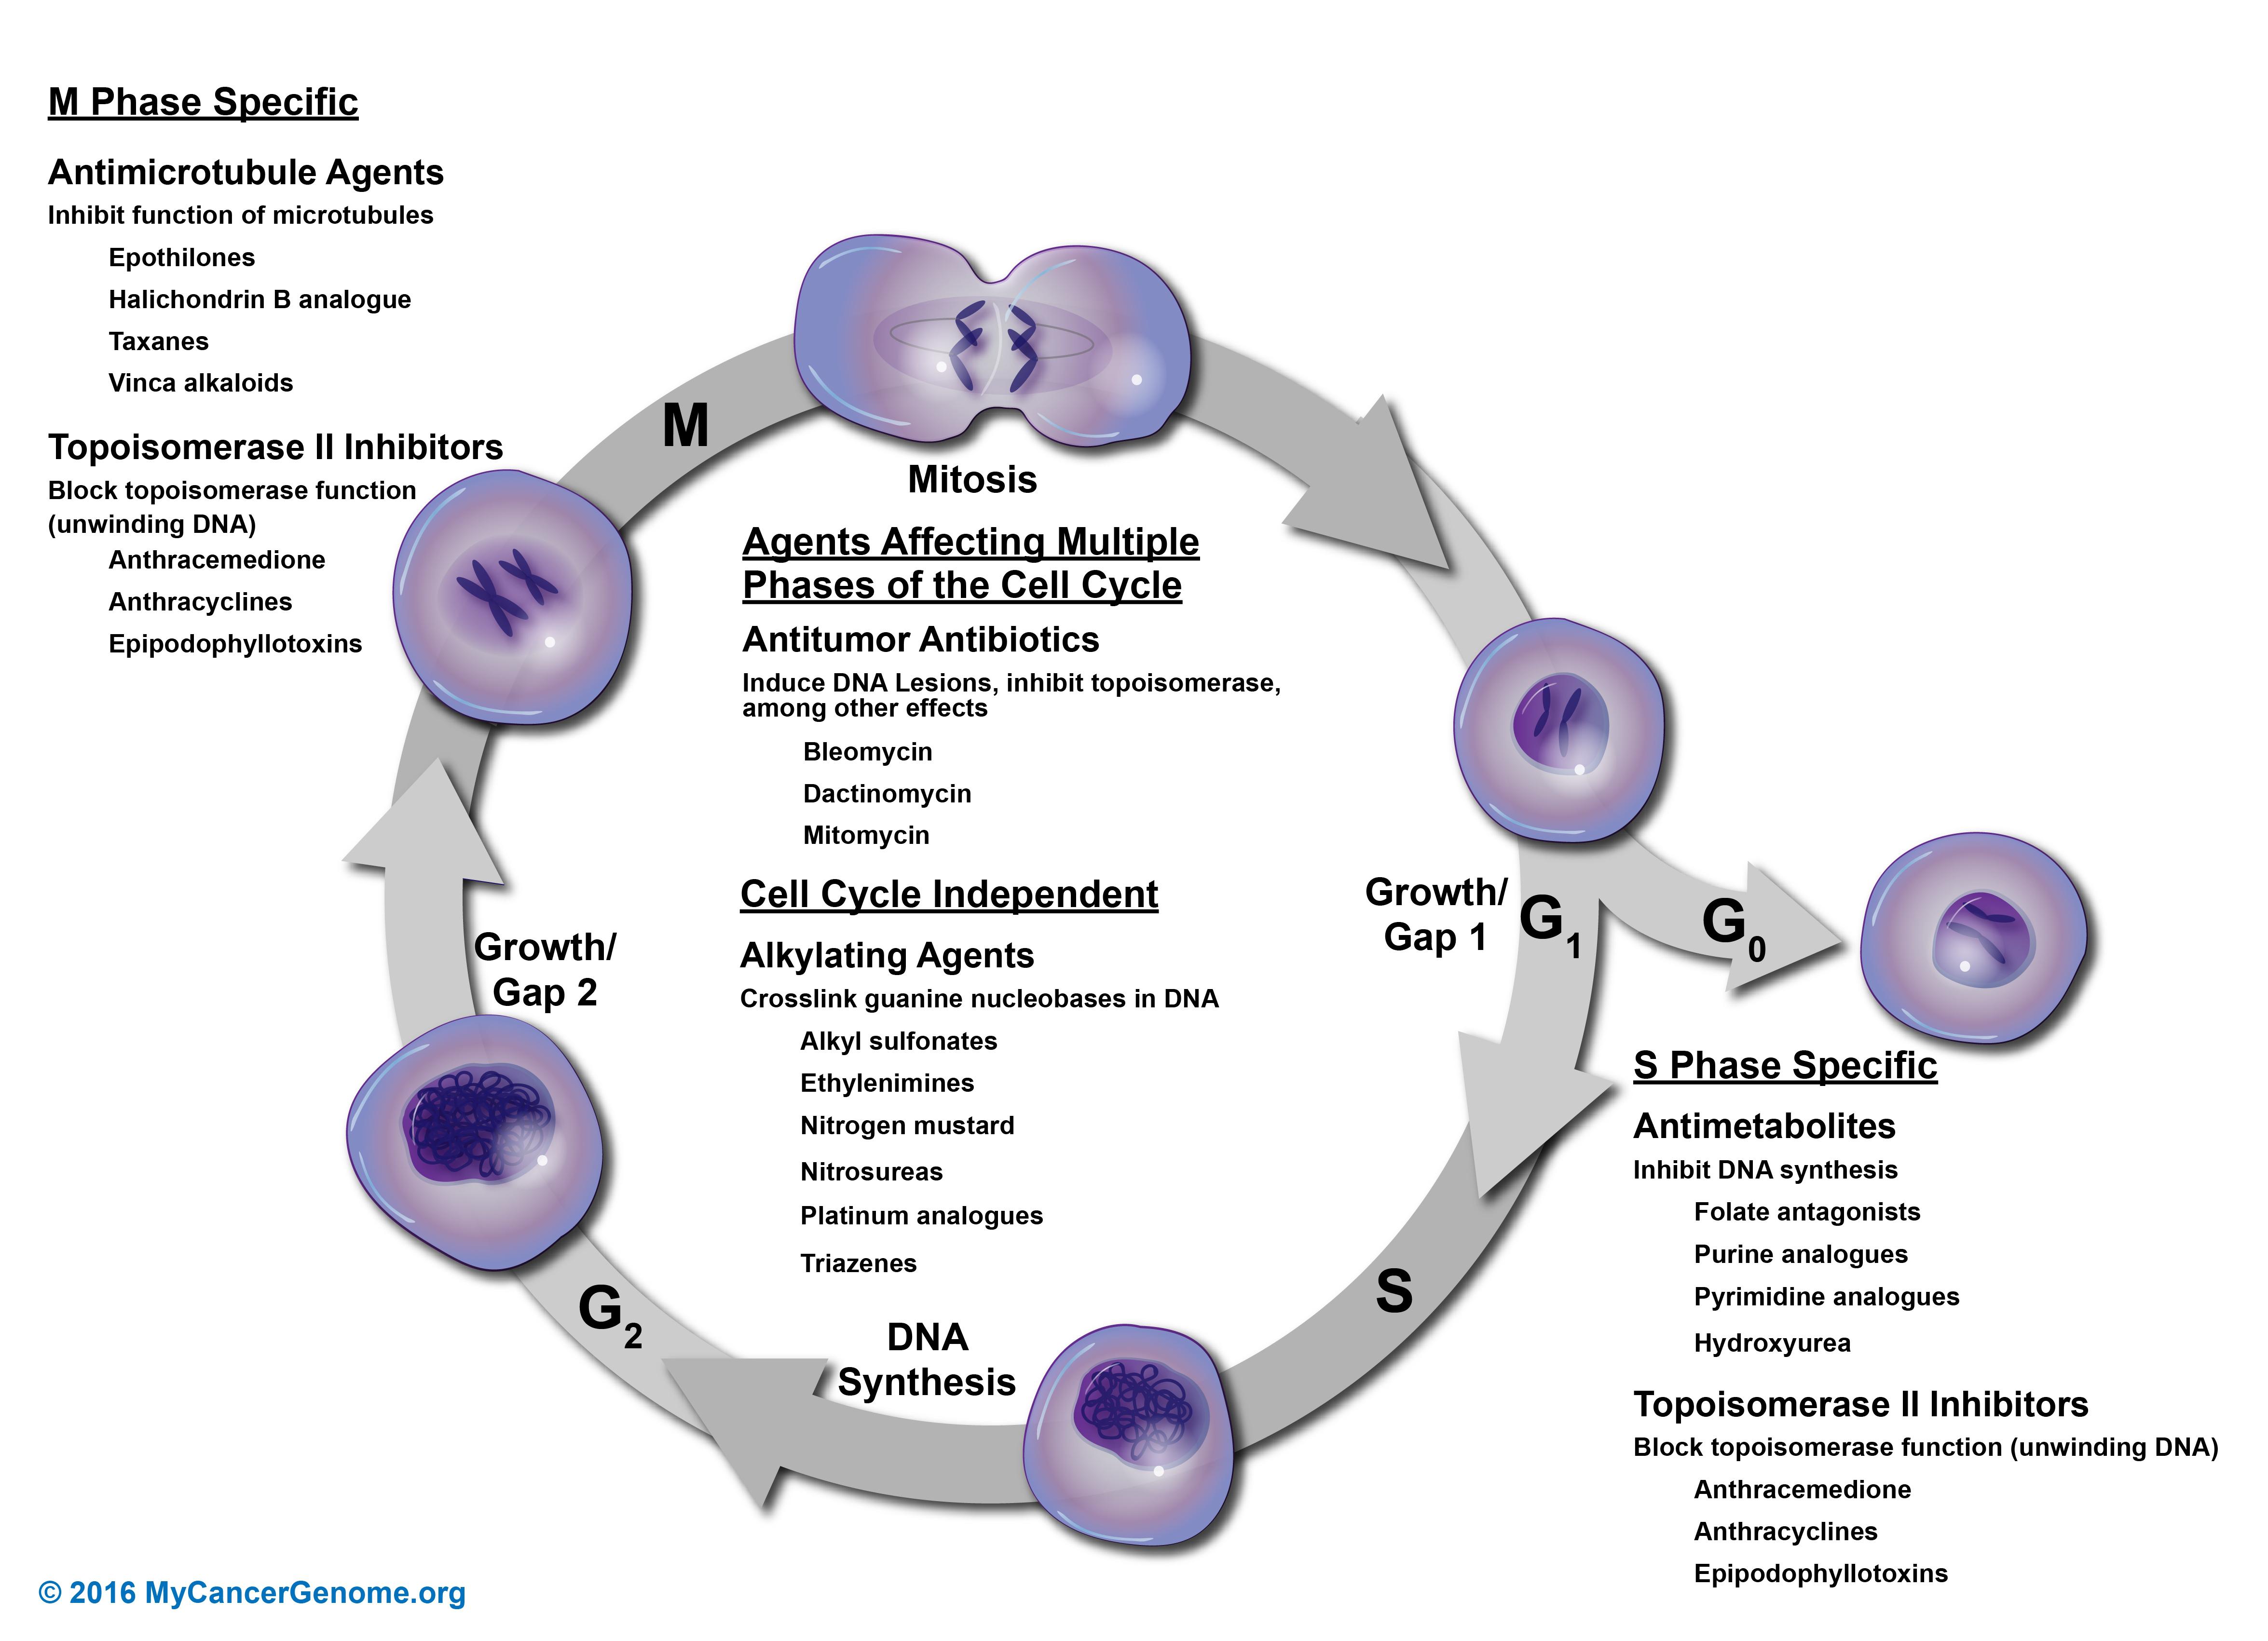 M Phase Specific
Antimicrotubule Agents
Inhibit function of microtubules
Epothilones
Halichondrin B analogue
Taxanes
Vinca alkaloids
Topoisomerase II Inhibitors
Block topoisomerase function
(unwinding DNA)
Anthracemedione
Anthracyclines
Epipodophyllotoxins
M
Mitosis
Agents Affecting Multiple
Phases of the Cell Cycle
Antitumor Antibiotics
Induce DNA Lesions, inhibit topoisomerase,
among other effects
Bleomycin
Dactinomycin
Mitomycin
Cell Cycle Independent
Alkylating Agents
Crosslink guanine nucleobases in DNA
Alkyl sulfonates
Ethylenimines
Nitrogen mustard
Nitrosureas
Platinum analogues
Triazenes
Growth/
Gap 1
G1
G0
S Phase Specific
Antimetabolites
Inhibit DNA synthesis
Folate antagonists
Purine analogues
Pyrimidine analogues
Hydroxyurea
Topoisomerase II Inhibitors
Block topoisomerase function (unwinding DNA)
Anthracemedione
Anthracyclines
Epipodophyllotoxins
S
DNA
Synthesis
G2
Growth/
Gap 2
© 2016 MyCancerGenome.org